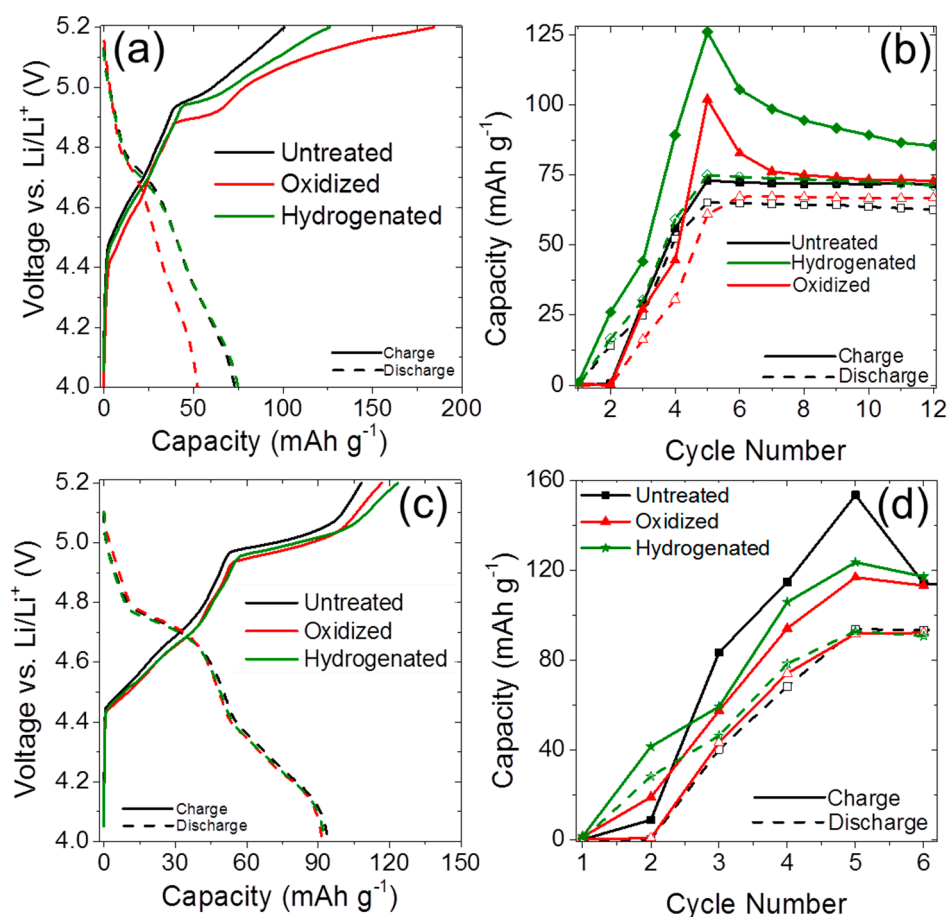 (a)
Voltage vs. Li/Li⁺ (V)
5.2
5.0
4.8
4.6
4.4
4.2
4.0
Untreated
Oxidized
Hydrogenated
Charge
Discharge
0 50 100 150 200
Capacity (mAh g⁻¹)
(b)
Capacity (mAh g⁻¹)
125
100
75
50
25
0
Untreated
Hydrogenated
Oxidized
Charge
Discharge
2 4 6 8 10 12
Cycle Number
(c)
Voltage vs. Li/Li⁺ (V)
5.2
5.0
4.8
4.6
4.4
4.2
4.0
Untreated
Oxidized
Hydrogenated
Charge
Discharge
0 30 60 90 120 150
Capacity (mAh g⁻¹)
(d)
Capacity (mAh g⁻¹)
160
120
80
40
0
Untreated
Oxidized
Hydrogenated
Charge
Discharge
1 2 3 4 5 6
Cycle Number